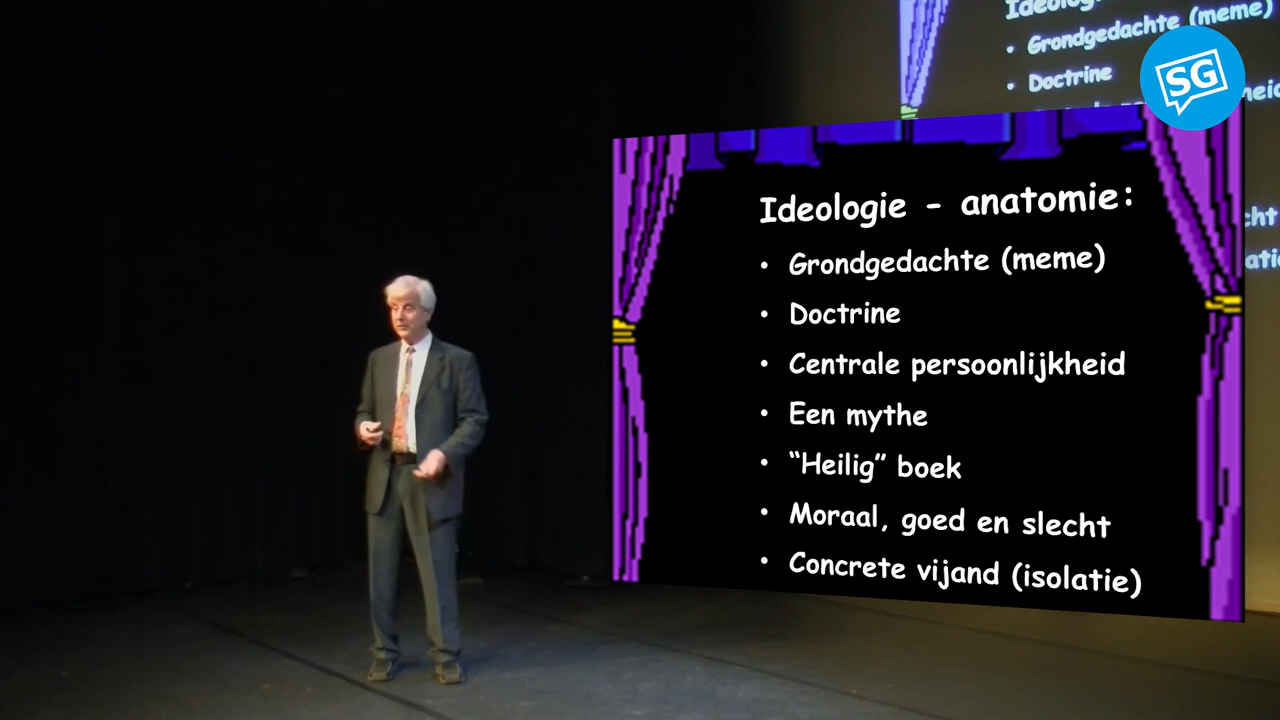 Grondgedachte (meme)
Doctrine
SG
Ideologie - anatomie:
• Grondgedachte (meme)
• Doctrine
• Centrale persoonlijkheid
• Een mythe
• “Heilig” boek
• Moraal, goed en slecht
• Concrete vijand (isolatie)